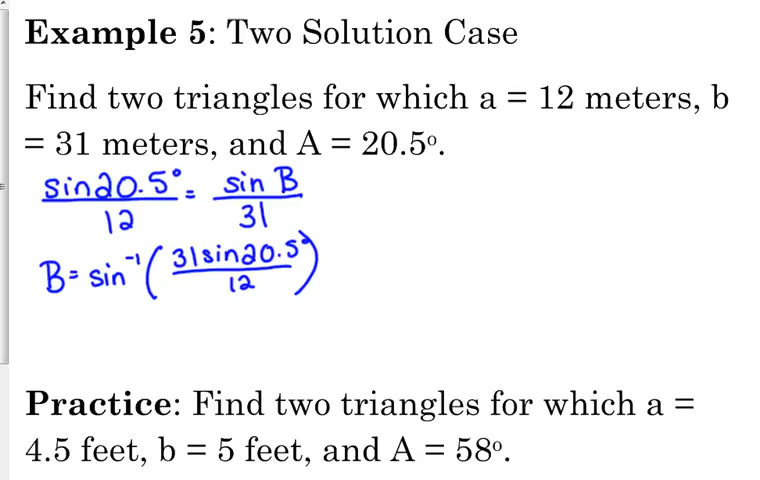 Example 5: Two Solution Case
Find two triangles for which a = 12 meters, b
= 31 meters, and A = 20.5º.
sin20.5° / 12 = sin B / 31
B = sin⁻¹ (31sin20.5° / 12)
Practice: Find two triangles for which a =
4.5 feet, b = 5 feet, and A = 58º.